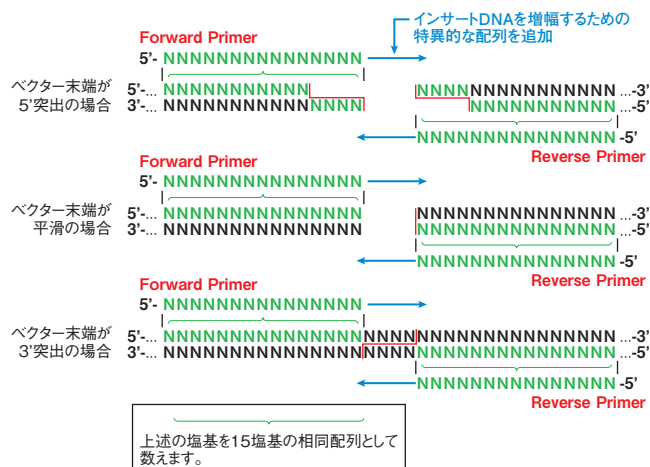 インサートDNAを増幅するための
特異的な配列を追加
Forward Primer
5'- NNNNNNNNNNNNNNN
ベクター末端が
5'突出の場合
5'-... NNNNNNNNNNN NNNNNNNNNNNNNNN ...-3'
3'-... NNNNNNNNNNNNNNN NNNNNNNNNNN ...-5'
NNNNNNNNNNNNNNN -5'
Reverse Primer
Forward Primer
5'- NNNNNNNNNNNNNNN
ベクター末端が
平滑の場合
5'-... NNNNNNNNNNNNNNN NNNNNNNNNNNNNNN ...-3'
3'-... NNNNNNNNNNNNNNN NNNNNNNNNNNNNNN ...-5'
NNNNNNNNNNNNNNN -5'
Reverse Primer
Forward Primer
5'- NNNNNNNNNNNNNNN
ベクター末端が
3'突出の場合
5'-... NNNNNNNNNNNNNNNNNNNNNNNNNNNNNNNNNN ...-3'
3'-... NNNNNNNNNNNNNNNNNNNNNNNNNNNNNNNNNN ...-5'
NNNNNNNNNNNNNNN -5'
Reverse Primer
上述の塩基を15塩基の相同配列として
数えます。